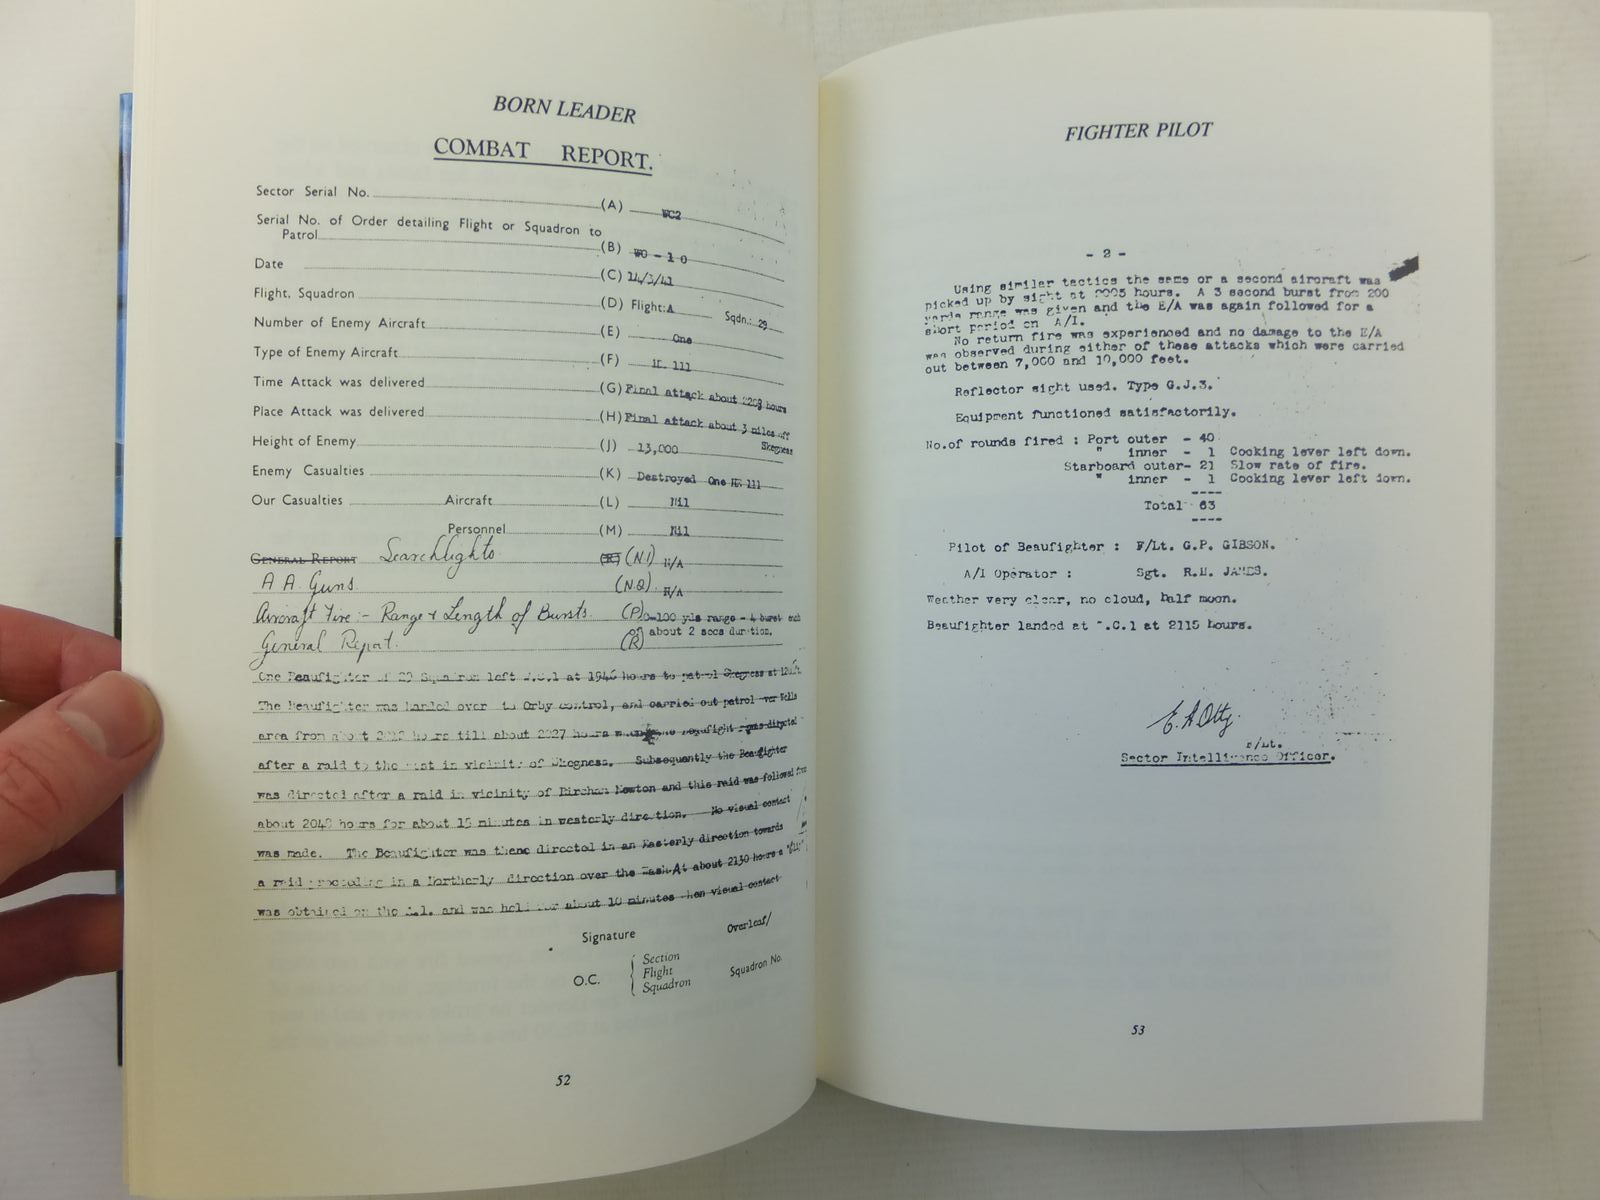 BORN LEADER
COMBAT REPORT.
Sector Serial No. (A) WC2
Serial No. of Order detailing Flight or Squadron to
Patrol (B) WO - 10
Date (C) 14/3/41
Flight, Squadron (D) Flight:A Sqdn.: 29
Number of Enemy Aircraft (E) One
Type of Enemy Aircraft (F) HE 111
Time Attack was delivered (G) Final attack about hours
Place Attack was delivered (H) Final attack about 3 miles off
Skegness
Height of Enemy (J) 13,000
Enemy Casualties (K) Destroyed One HE 111
Our Casualties Aircraft (L) Nil
Personnel (M) Nil
GENERAL REPORT Searchlights (R) (N1) N/A
A A Guns. (N2) N/A
Aircraft Fire :- Range & Length of Bursts. (P) yds range - 4 burst each
of about 2 secs duration.
General Report. (R)
One Beaufighter of 29 Squadron left at 1946 hours to patrol Skegness at
The Beaufighter was handed over to Orby control, and carried out patrol over Wells
area from about hours till about 2027 hours when Beaufighter was directed
after a raid to the in vicinity of Skegness. Subsequently the Beaufighter
was directed after a raid in vicinity of Bircham Newton and this raid was followed from
about hours for about 15 minutes in westerly direction. No visual contact
was made. The Beaufighter was thene directed in an Easterly direction towards
a raid proceeding in a Northerly direction over the Wash. At about 2130 hours a
was obtained on the A.I. and was held for about 10 minutes when visual contact
Overleaf/
Signature
O.C. { Section
Flight
Squadron Squadron No.
52
FIGHTER PILOT
- 2 -
Using similar tactics the same or a second aircraft was
picked up by sight at hours. A 3 second burst from 200
yards range was given and the E/A was again followed for a
short period on A/I.
No return fire was experienced and no damage to the E/A
was observed during either of these attacks which were carried
out between 7,000 and 10,000 feet.
Reflector sight used. Type G.J.3.
Equipment functioned satisfactorily.
No.of rounds fired : Port outer - 40
" inner - 1 Cocking lever left down.
Starboard outer- 21 Slow rate of fire.
" inner - 1 Cocking lever left down.
Total 63
Pilot of Beaufighter : F/Lt. G.P. GIBSON.
A/I Operator : Sgt. R.H. JAMES.
Weather very clear, no cloud, half moon.
Beaufighter landed at .C.1 at 2115 hours.
F/Lt.
Sector Intelligence Officer.
53